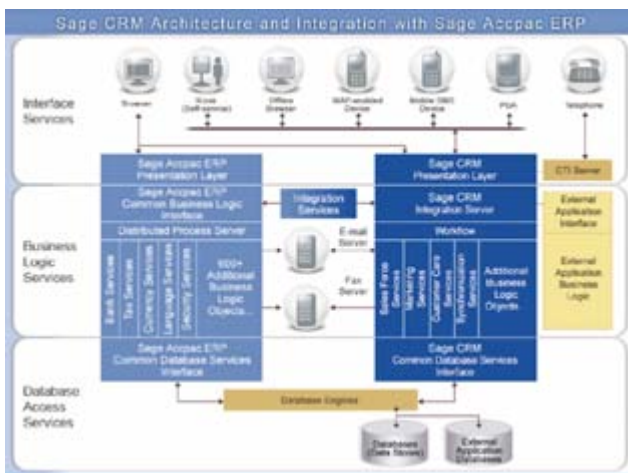 Sage CRM Architecture and Integration with Sage Accpac ERP
Interface
Services
Browser
Kiosk
(Self-service)
Offline
Browser
WAP-enabled
Device
Mobile SMS
Device
PDA
Telephone
Sage Accpac ERP
Presentation Layer
Sage CRM
Presentation Layer
CTI Server
Business
Logic
Services
Sage Accpac ERP
Common Business Logic
Interface
Integration
Services
Sage CRM
Integration Server
External
Application
Interface
Distributed Process Server
Workflow
E-mail
Server
Fax
Server
Bank Services
Tax Services
Currency Services
Language Services
Security Services
600+
Additional
Business
Logic
Objects...
Sales Force
Services
Marketing
Services
Customer Care
Services
Synchronization
Services
Additional
Business
Logic
Objects...
External
Application
Business
Logic
Database
Access
Services
Sage Accpac ERP
Common Database Services
Interface
Sage CRM
Common Database Services
Interface
Database Engines
Databases
(Data Stores)
External
Application
Databases